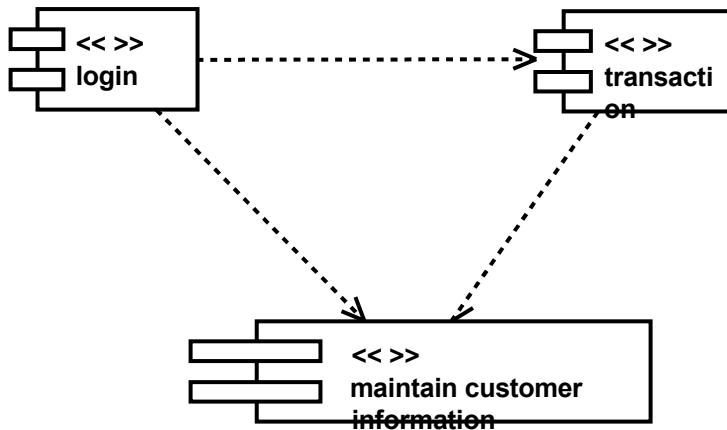 << >>
login
<< >>
transacti
on
<< >>
maintain customer
information